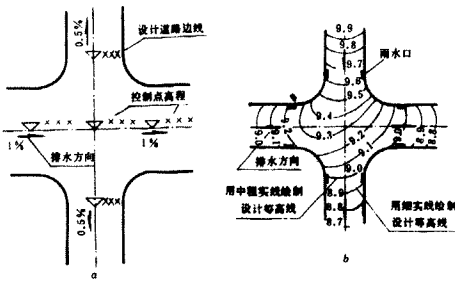 0.5%
×××
设计道路边线
控制点高程
××× ×××
1%
1%
排水方向
0.5%
×××
a
9.9
9.8
9.7
9.6
9.5
9.4
9.3
9.2
9.1
9.0
8.9
8.8
8.7
雨水口
排水方向
用中粗实线绘制
设计等高线
用细实线绘制
设计等高线
b